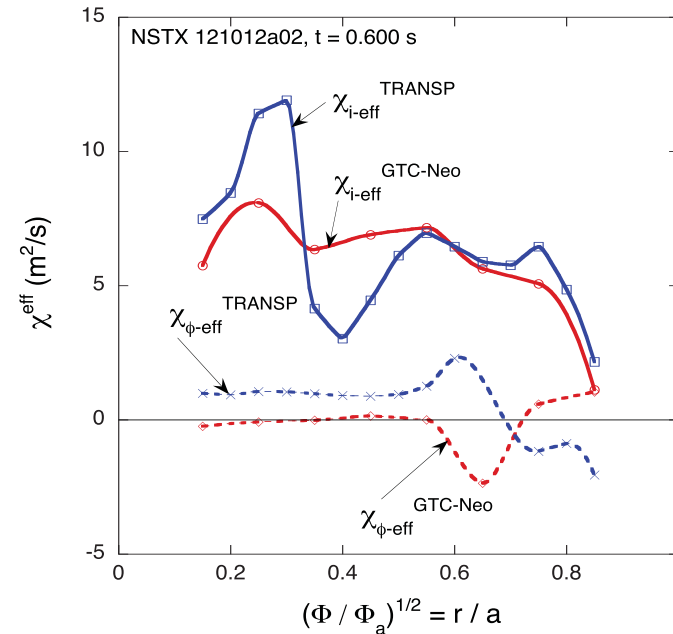 15
NSTX 121012a02, t = 0.600 s
χi-eff TRANSP
10
χi-eff GTC-Neo
χ^eff (m²/s)
5
χϕ-eff TRANSP
0
χϕ-eff GTC-Neo
-5
0 0.2 0.4 0.6 0.8
(Φ / Φa)^1/2 = r / a